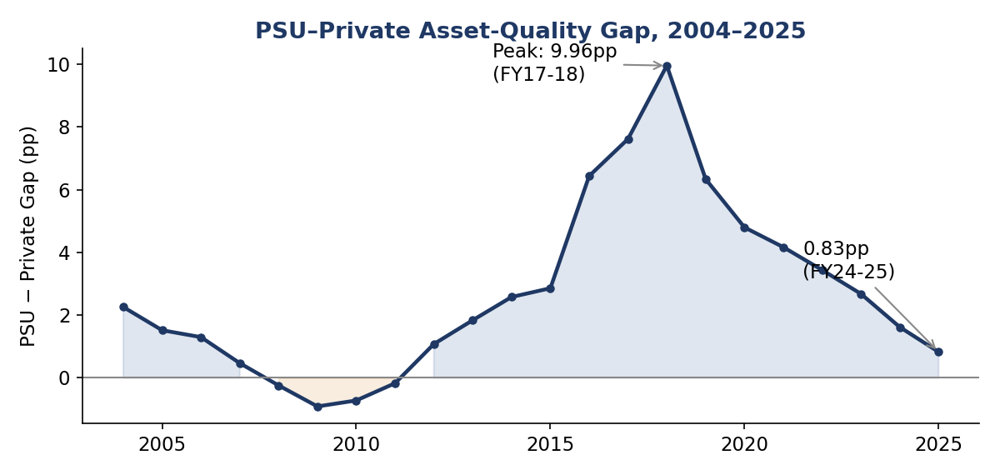 PSU–Private Asset-Quality Gap, 2004–2025
Peak: 9.96pp
(FY17-18)
0.83pp
(FY24-25)
PSU − Private Gap (pp)
10
8
6
4
2
0
2005
2010
2015
2020
2025